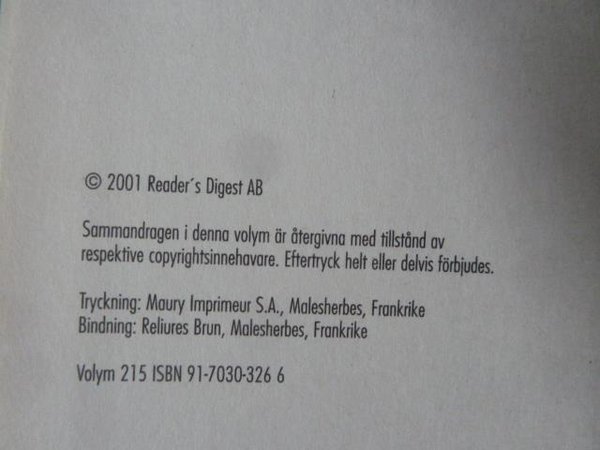 © 2001 Reader´s Digest AB
Sammandragen i denna volym är återgivna med tillstånd av
respektive copyrightsinnehavare. Eftertryck helt eller delvis förbjudes.
Tryckning: Maury Imprimeur S.A., Malesherbes, Frankrike
Bindning: Reliures Brun, Malesherbes, Frankrike
Volym 215 ISBN 91-7030-326 6